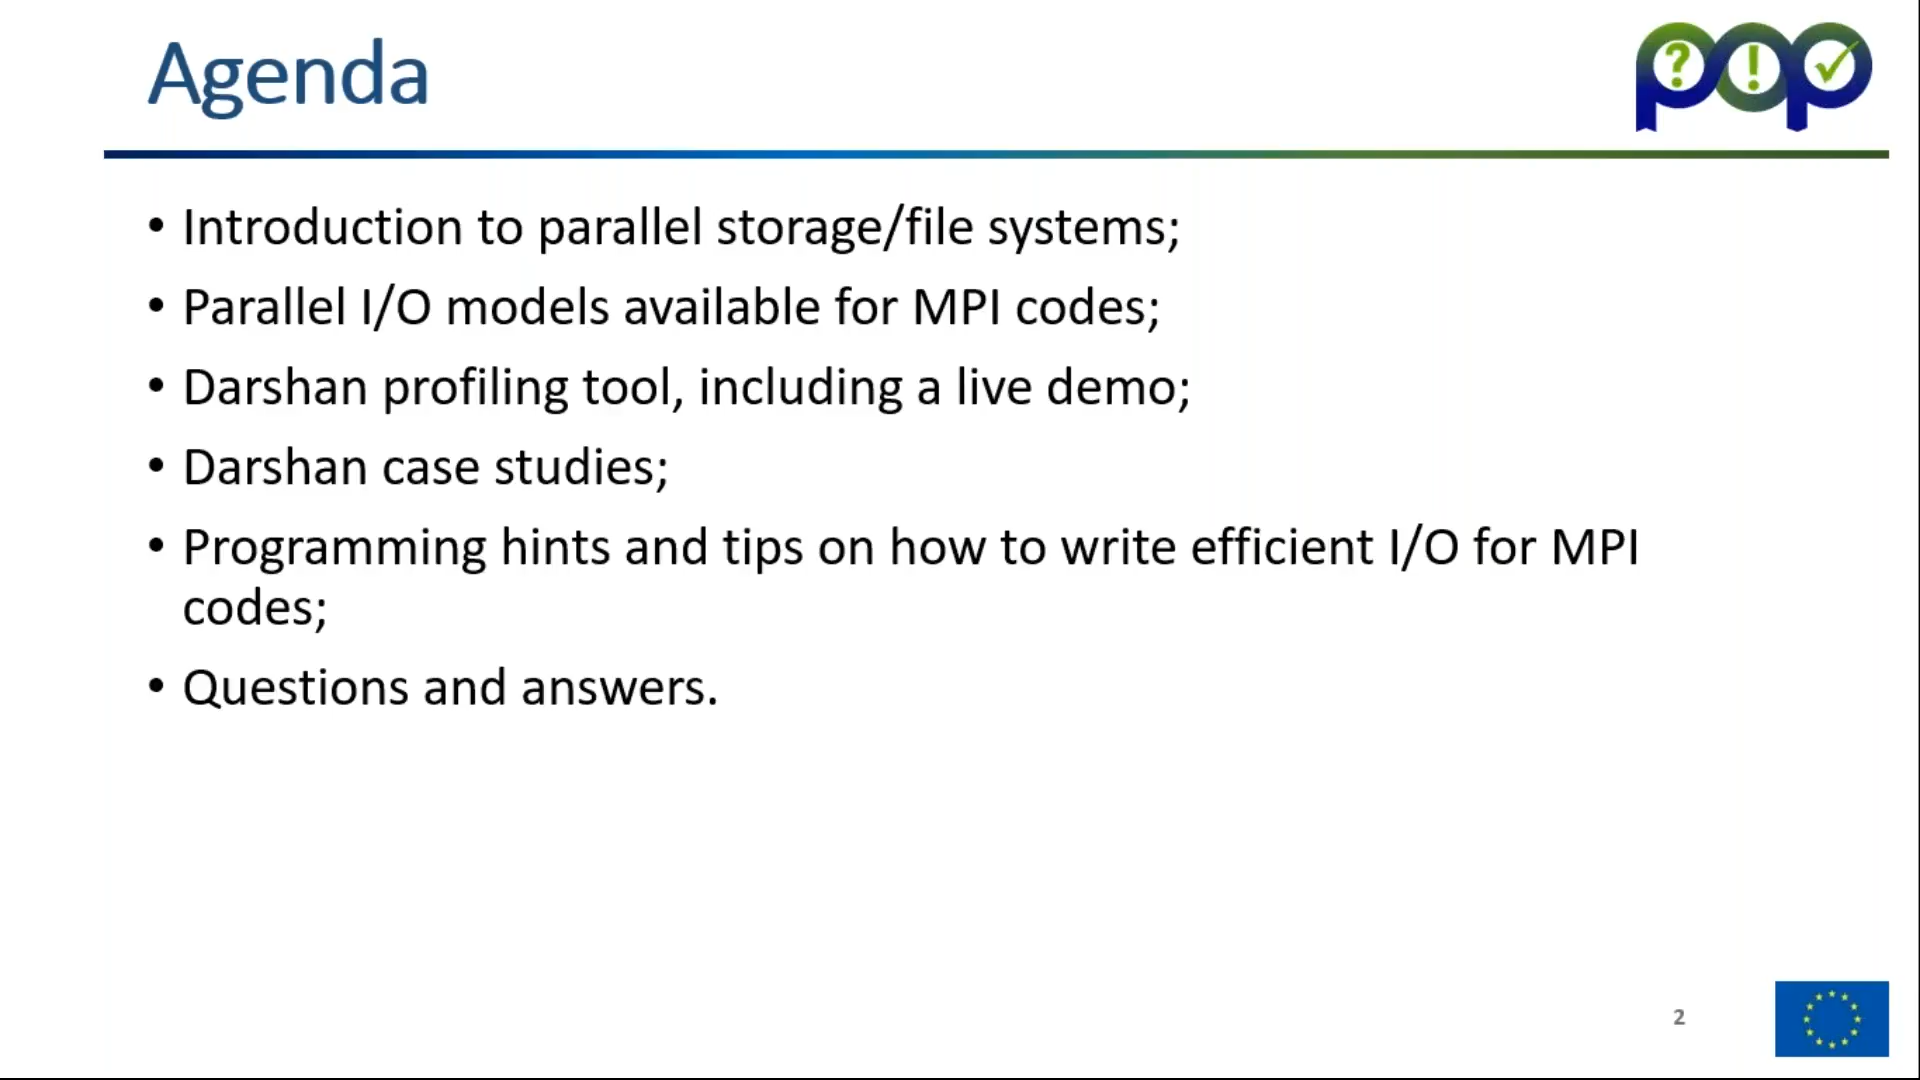 Agenda
pop
• Introduction to parallel storage/file systems;
• Parallel I/O models available for MPI codes;
• Darshan profiling tool, including a live demo;
• Darshan case studies;
• Programming hints and tips on how to write efficient I/O for MPI
codes;
• Questions and answers.
2